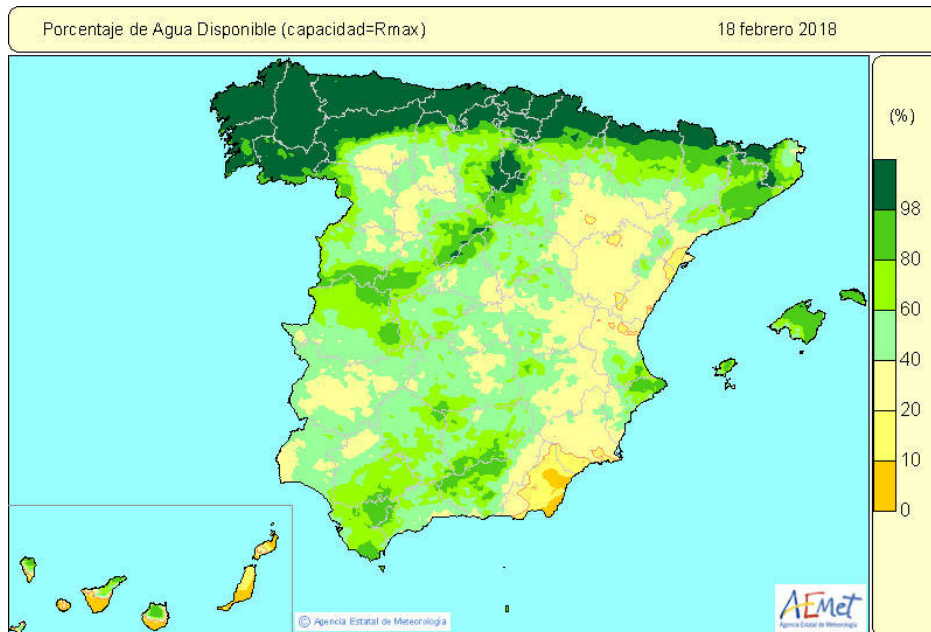 Porcentaje de Agua Disponible (capacidad=Rmax)
18 febrero 2018
(%)
98
80
60
40
20
10
0
© Agencia Estatal de Meteorología
AEmet
Agencia Estatal de Meteorología